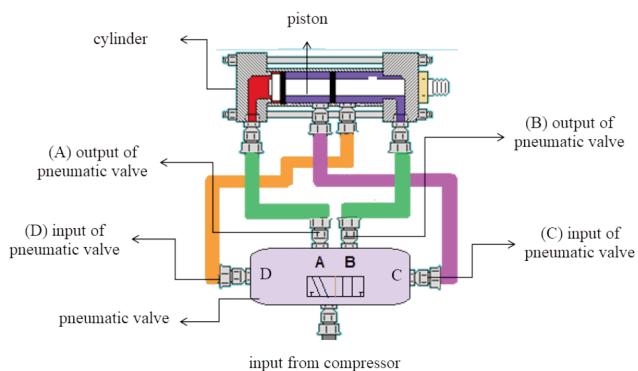 piston
cylinder
(A) output of
pneumatic valve
(B) output of
pneumatic valve
(D) input of
pneumatic valve
(C) input of
pneumatic valve
A B
D
C
pneumatic valve
input from compressor